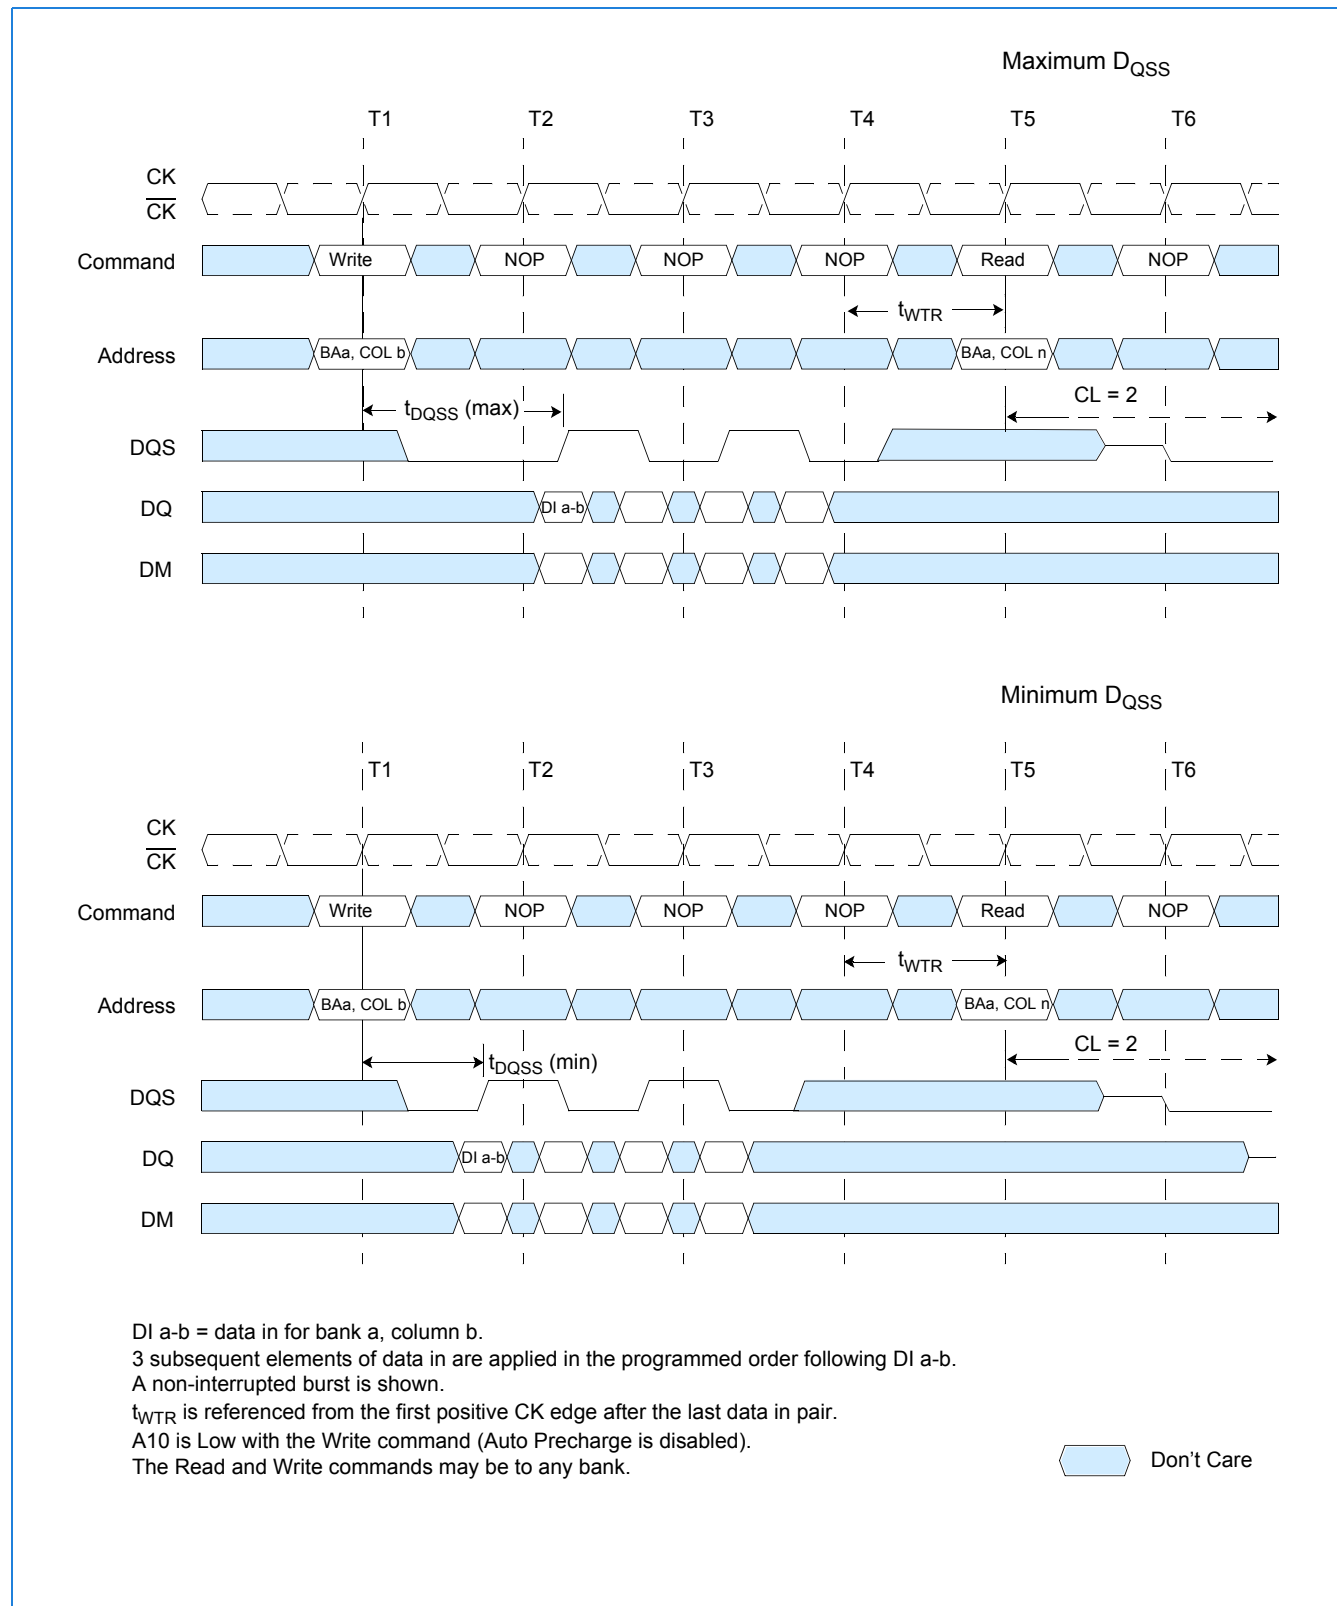 Maximum DQSS
T1 T2 T3 T4 T5 T6
CK
CK
Command Write NOP NOP NOP Read NOP
tWTR
Address BAa, COL b BAa, COL n
tDQSS (max) CL = 2
DQS
DQ DI a-b
DM
Minimum DQSS
T1 T2 T3 T4 T5 T6
CK
CK
Command Write NOP NOP NOP Read NOP
tWTR
Address BAa, COL b BAa, COL n
tDQSS (min) CL = 2
DQS
DQ DI a-b
DM
DI a-b = data in for bank a, column b.
3 subsequent elements of data in are applied in the programmed order following DI a-b.
A non-interrupted burst is shown.
tWTR is referenced from the first positive CK edge after the last data in pair.
A10 is Low with the Write command (Auto Precharge is disabled).
The Read and Write commands may be to any bank.
Don't Care